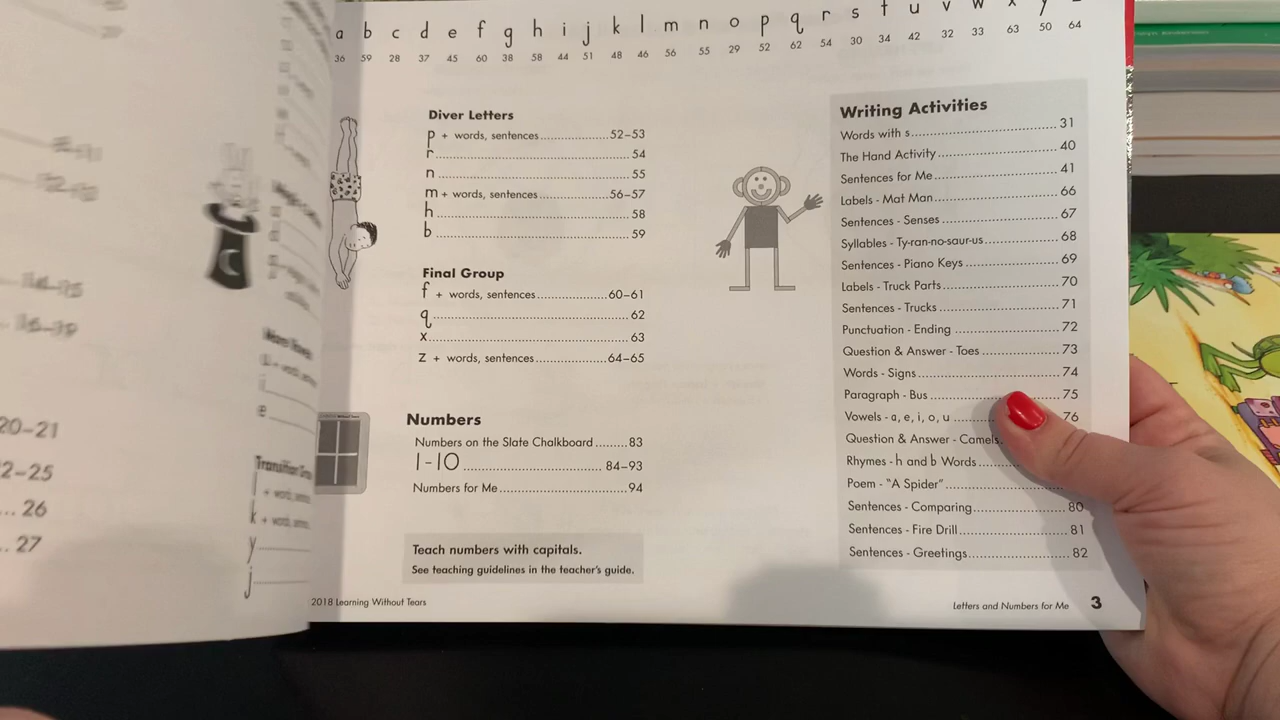 a b c d e f g h i j k l m n o p q r s t u v w x y z
36 59 28 37 45 60 38 58 44 51 48 46 56 55 29 52 62 54 30 34 42 32 33 63 50 64
Diver Letters
p + words, sentences..........52–53
r..........54
n..........55
m + words, sentences..........56–57
h..........58
b..........59
Final Group
f + words, sentences..........60–61
q..........62
x..........63
z + words, sentences..........64–65
Numbers
Numbers on the Slate Chalkboard........83
1-10..........84–93
Numbers for Me..........94
Teach numbers with capitals.
See teaching guidelines in the teacher's guide.
Writing Activities
Words with s..........31
The Hand Activity..........40
Sentences for Me..........41
Labels - Mat Man..........66
Sentences - Senses..........67
Syllables - Ty-ran-no-saur-us..........68
Sentences - Piano Keys..........69
Labels - Truck Parts..........70
Sentences - Trucks..........71
Punctuation - Ending..........72
Question & Answer - Toes..........73
Words - Signs..........74
Paragraph - Bus..........75
Vowels - a, e, i, o, u..........76
Question & Answer - Camels
Rhymes - h and b Words..........
Poem - "A Spider"..........
Sentences - Comparing..........80
Sentences - Fire Drill..........81
Sentences - Greetings..........82
2018 Learning Without Tears
Letters and Numbers for Me 3
20–21
2–25
... 26
.. 27
k
y
j